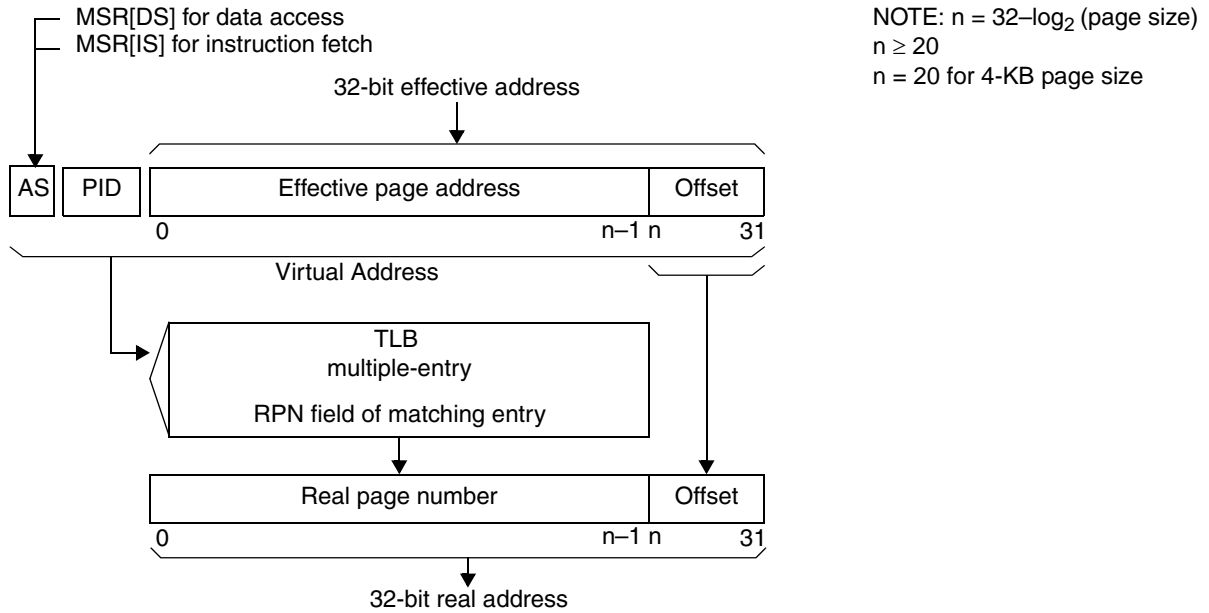 MSR[DS] for data access
MSR[IS] for instruction fetch
NOTE: n = 32–log₂ (page size)
n ≥ 20
n = 20 for 4-KB page size
32-bit effective address
AS PID Effective page address Offset
0 n–1 n 31
Virtual Address
TLB
multiple-entry
RPN field of matching entry
Real page number Offset
0 n–1 n 31
32-bit real address